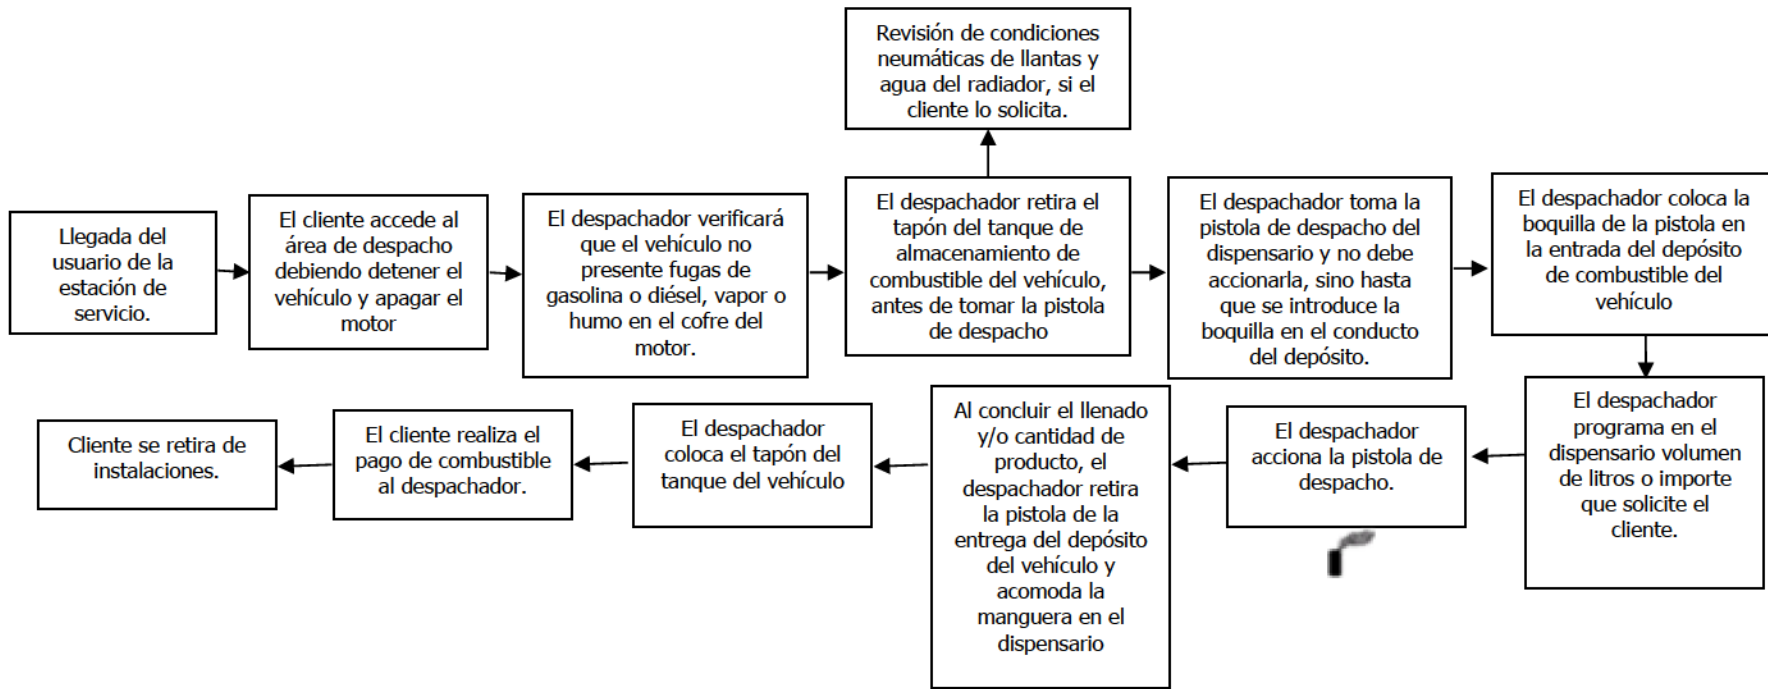 Revisión de condiciones
neumáticas de llantas y
agua del radiador, si el
cliente lo solicita.
Llegada del
usuario de la
estación de
servicio.
El cliente accede al
área de despacho
debiendo detener el
vehículo y apagar el
motor
El despachador verificará
que el vehículo no
presente fugas de
gasolina o diésel, vapor o
humo en el cofre del
motor.
El despachador retira el
tapón del tanque de
almacenamiento de
combustible del vehículo,
antes de tomar la pistola
de despacho
El despachador toma la
pistola de despacho del
dispensario y no debe
accionarla, sino hasta
que se introduce la
boquilla en el conducto
del depósito.
El despachador coloca la
boquilla de la pistola en
la entrada del depósito
de combustible del
vehículo
El despachador
programa en el
dispensario volumen
de litros o importe
que solicite el
cliente.
El despachador
acciona la pistola de
despacho.
Al concluir el llenado
y/o cantidad de
producto, el
despachador retira
la pistola de la
entrega del depósito
del vehículo y
acomoda la
manguera en el
dispensario
El despachador
coloca el tapón del
tanque del vehículo
El cliente realiza el
pago de combustible
al despachador.
Cliente se retira de
instalaciones.